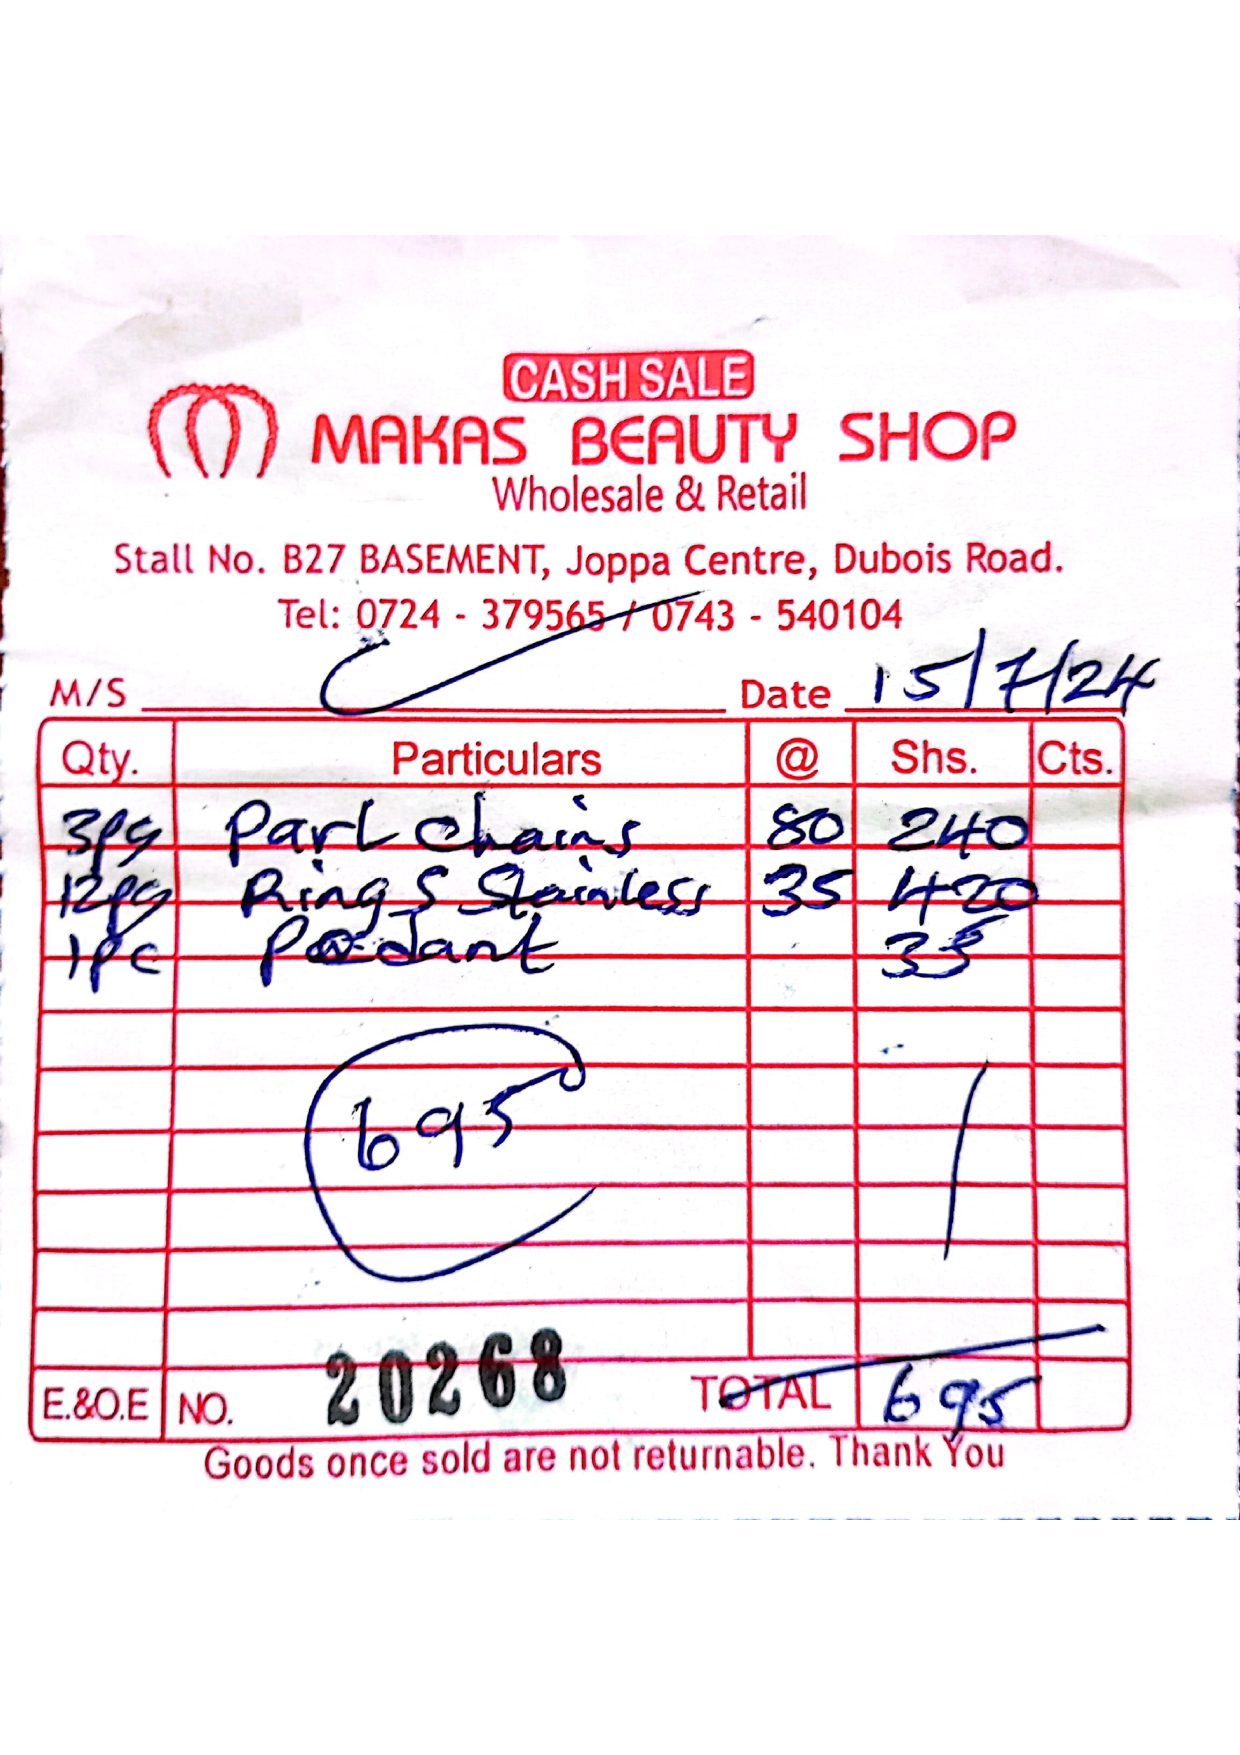 CASH SALE
MAKAS BEAUTY SHOP
Wholesale & Retail
Stall No. B27 BASEMENT, Joppa Centre, Dubois Road.
Tel: 0724 - 379565 / 0743 - 540104
M/S Date 15/7/24
Qty. Particulars @ Shs. Cts.
3pcs Parl Chains 80 240
12pcs Rings Stainless 35 420
1pc Pendant 35
695
E.&O.E NO. 20268 TOTAL 695
Goods once sold are not returnable. Thank You